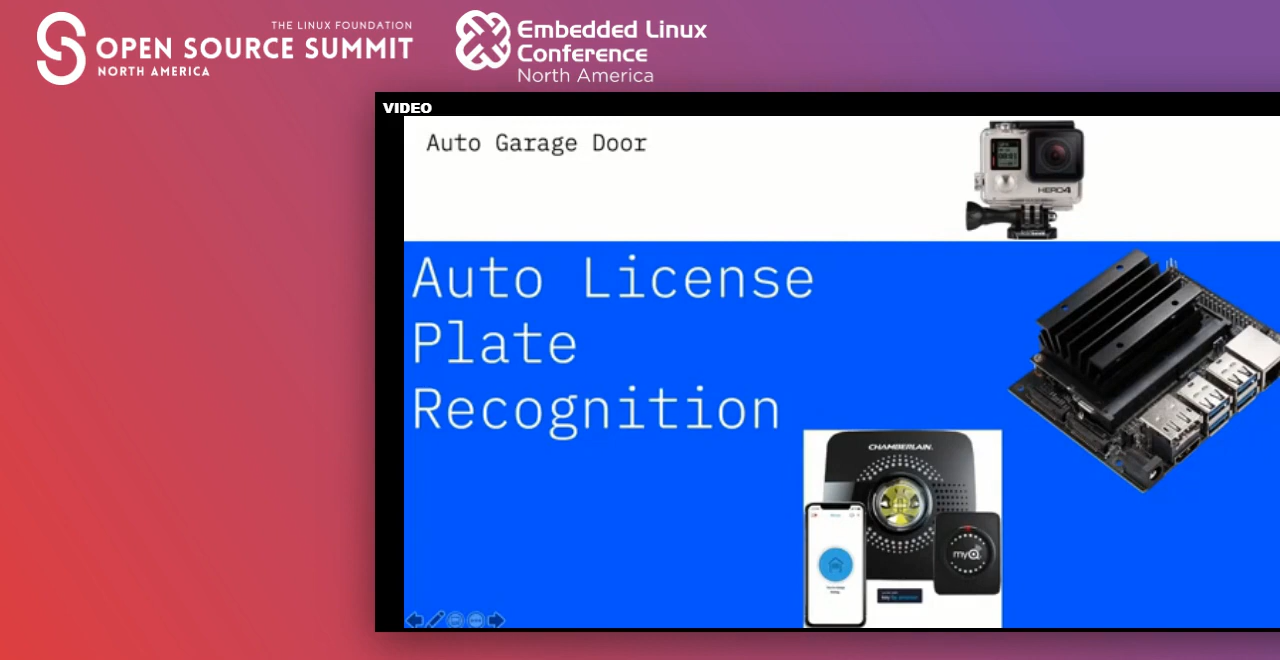 THE LINUX FOUNDATION
OPEN SOURCE SUMMIT
NORTH AMERICA
Embedded Linux
Conference
North America
VIDEO
Auto Garage Door
HERO4
Auto License
Plate
Recognition
CHAMBERLAIN
myQ